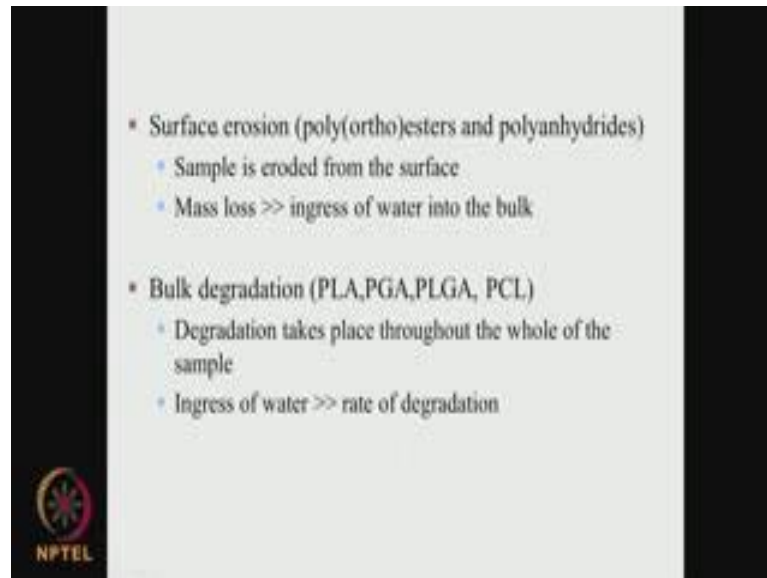 • Surface erosion (poly(ortho)esters and polyanhydrides)
• Sample is eroded from the surface
• Mass loss >> ingress of water into the bulk
• Bulk degradation (PLA,PGA,PLGA, PCL)
• Degradation takes place throughout the whole of the
sample
• Ingress of water >> rate of degradation
NPTEL